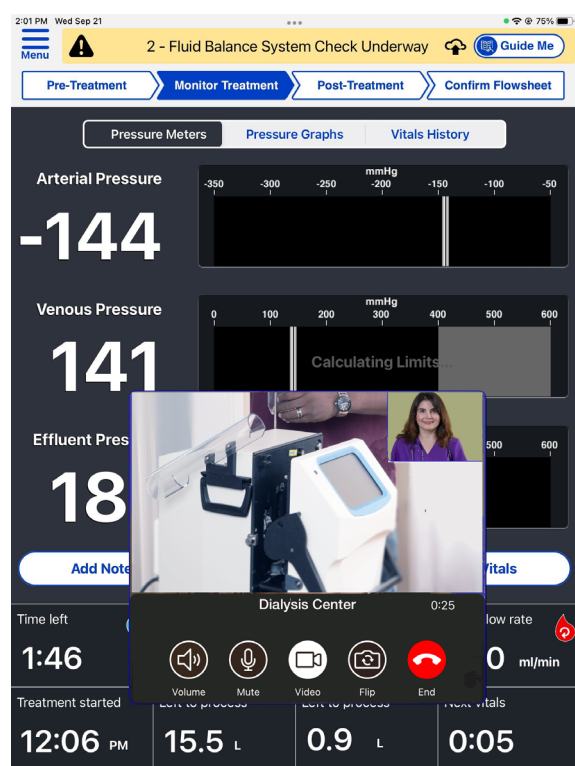 2:01 PM Wed Sep 21
75%
Menu
2 - Fluid Balance System Check Underway
Guide Me
Pre-Treatment
Monitor Treatment
Post-Treatment
Confirm Flowsheet
Pressure Meters
Pressure Graphs
Vitals History
Arterial Pressure
-144
mmHg
-350 -300 -250 -200 -150 -100 -50
Venous Pressure
141
mmHg
0 100 200 300 400 500 600
Calculating Limits...
Effluent Pres
18
500 600
Add Note
Vitals
Dialysis Center 0:25
Volume Mute Video Flip End
Time left
1:46
low rate
0 ml/min
Treatment started
12:06 PM
Left to process
15.5 L
Left to process
0.9 L
Next vitals
0:05